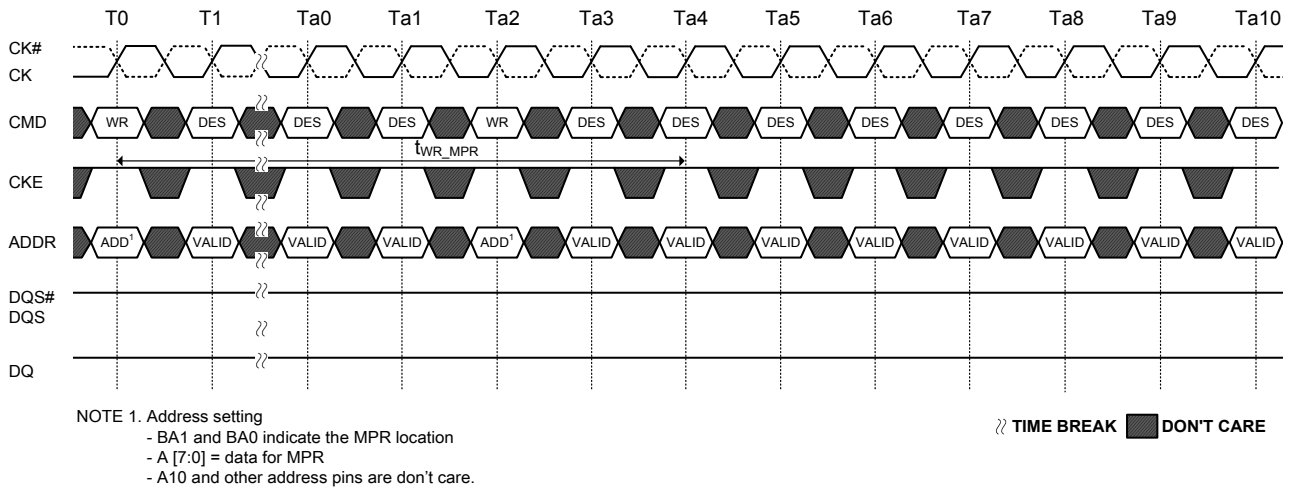 T0 T1 Ta0 Ta1 Ta2 Ta3 Ta4 Ta5 Ta6 Ta7 Ta8 Ta9 Ta10
CK#
CK
CMD WR DES DES DES WR DES DES DES DES DES DES DES DES
tWR_MPR
CKE
ADDR ADD1 VALID VALID VALID ADD1 VALID VALID VALID VALID VALID VALID VALID VALID
DQS#
DQS
DQ
NOTE 1. Address setting
- BA1 and BA0 indicate the MPR location
- A [7:0] = data for MPR
- A10 and other address pins are don’t care.
TIME BREAK DON'T CARE